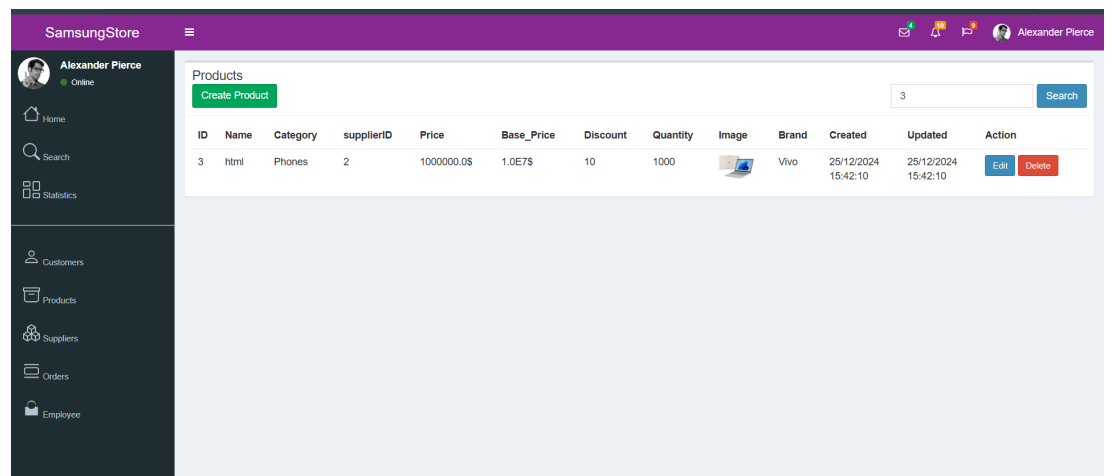 SamsungStore
4
10
9
Alexander Pierce
Alexander Pierce
Online
Home
Search
Statistics
Customers
Products
Suppliers
Orders
Employee
Products
Create Product
3
Search
ID Name Category supplierID Price Base_Price Discount Quantity Image Brand Created Updated Action
3 html Phones 2 1000000.0$ 1.0E7$ 10 1000 Vivo 25/12/2024 25/12/2024 Edit Delete
15:42:10 15:42:10